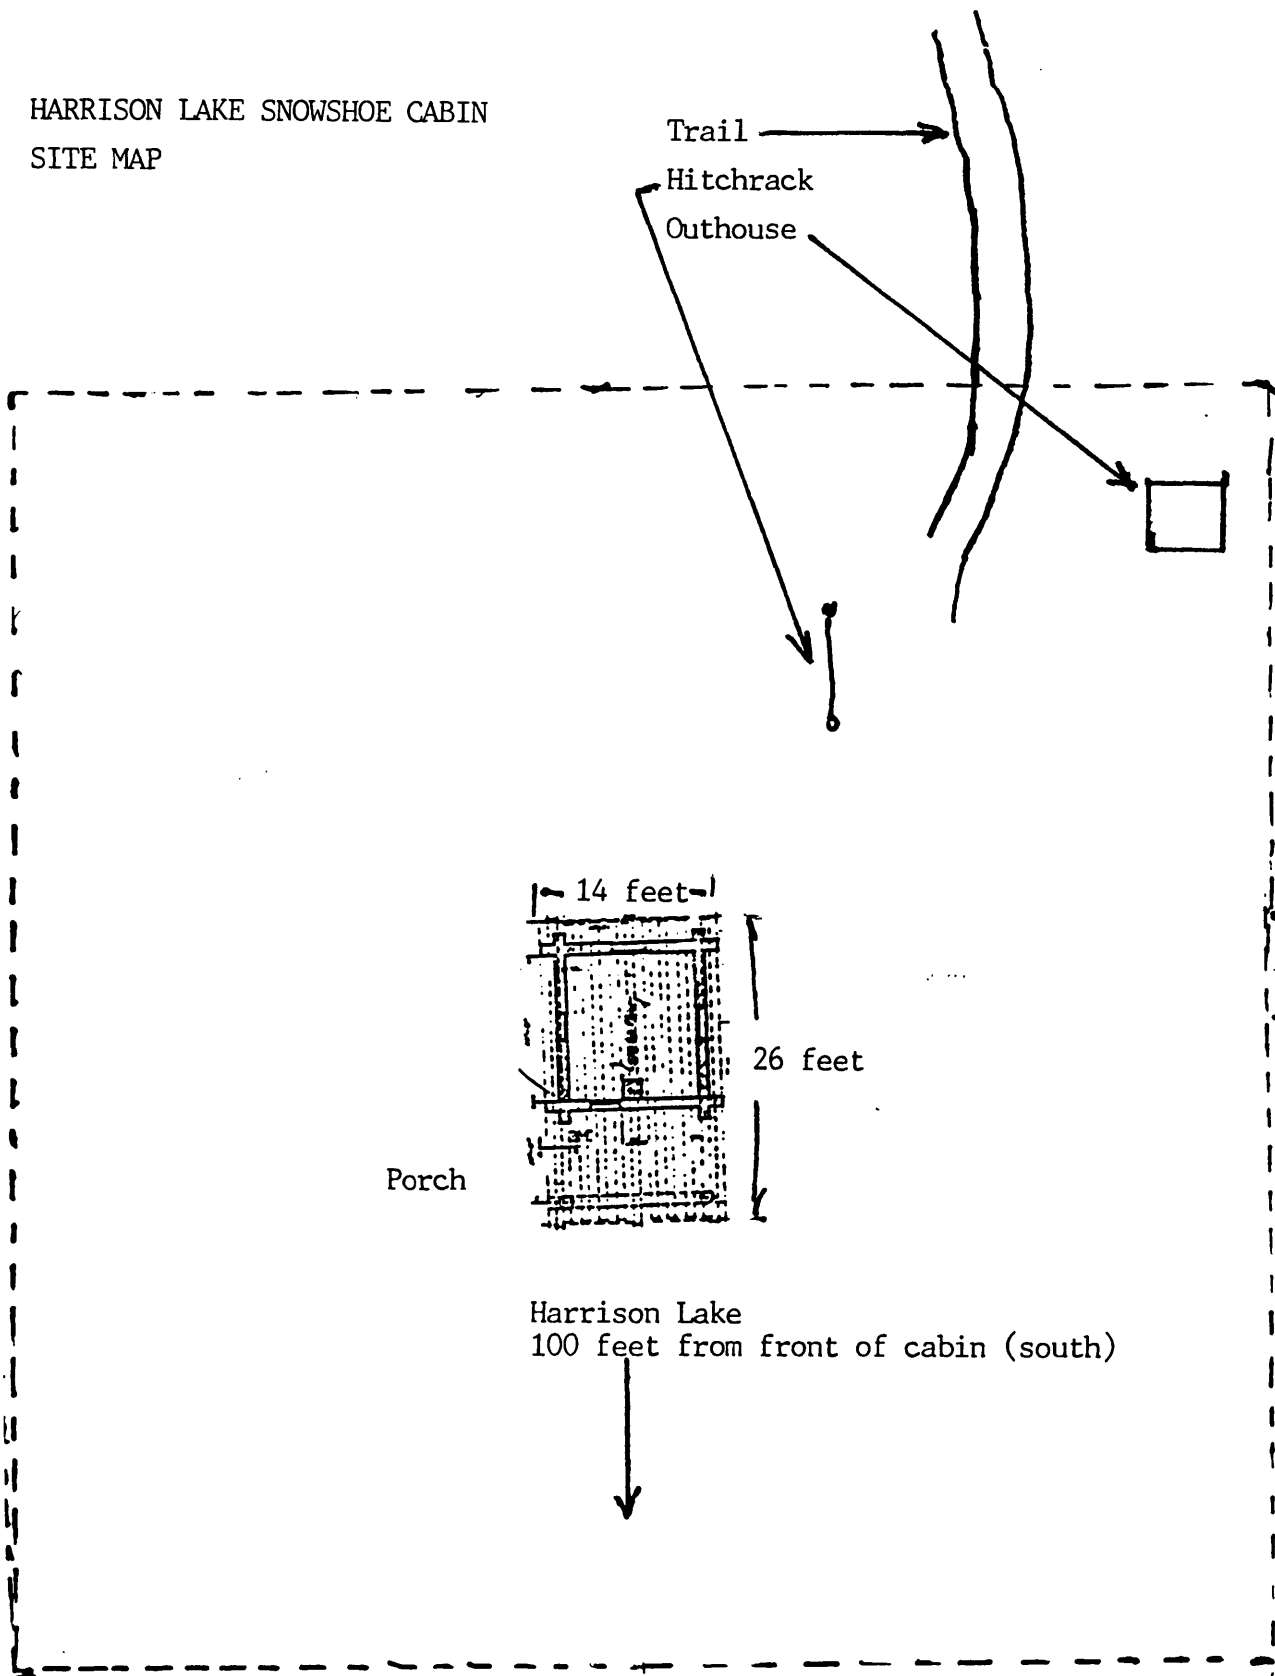 HARRISON LAKE SNOWSHOE CABIN
SITE MAP
Trail
Hitchrack
Outhouse
14 feet
26 feet
Porch
Harrison Lake
100 feet from front of cabin (south)